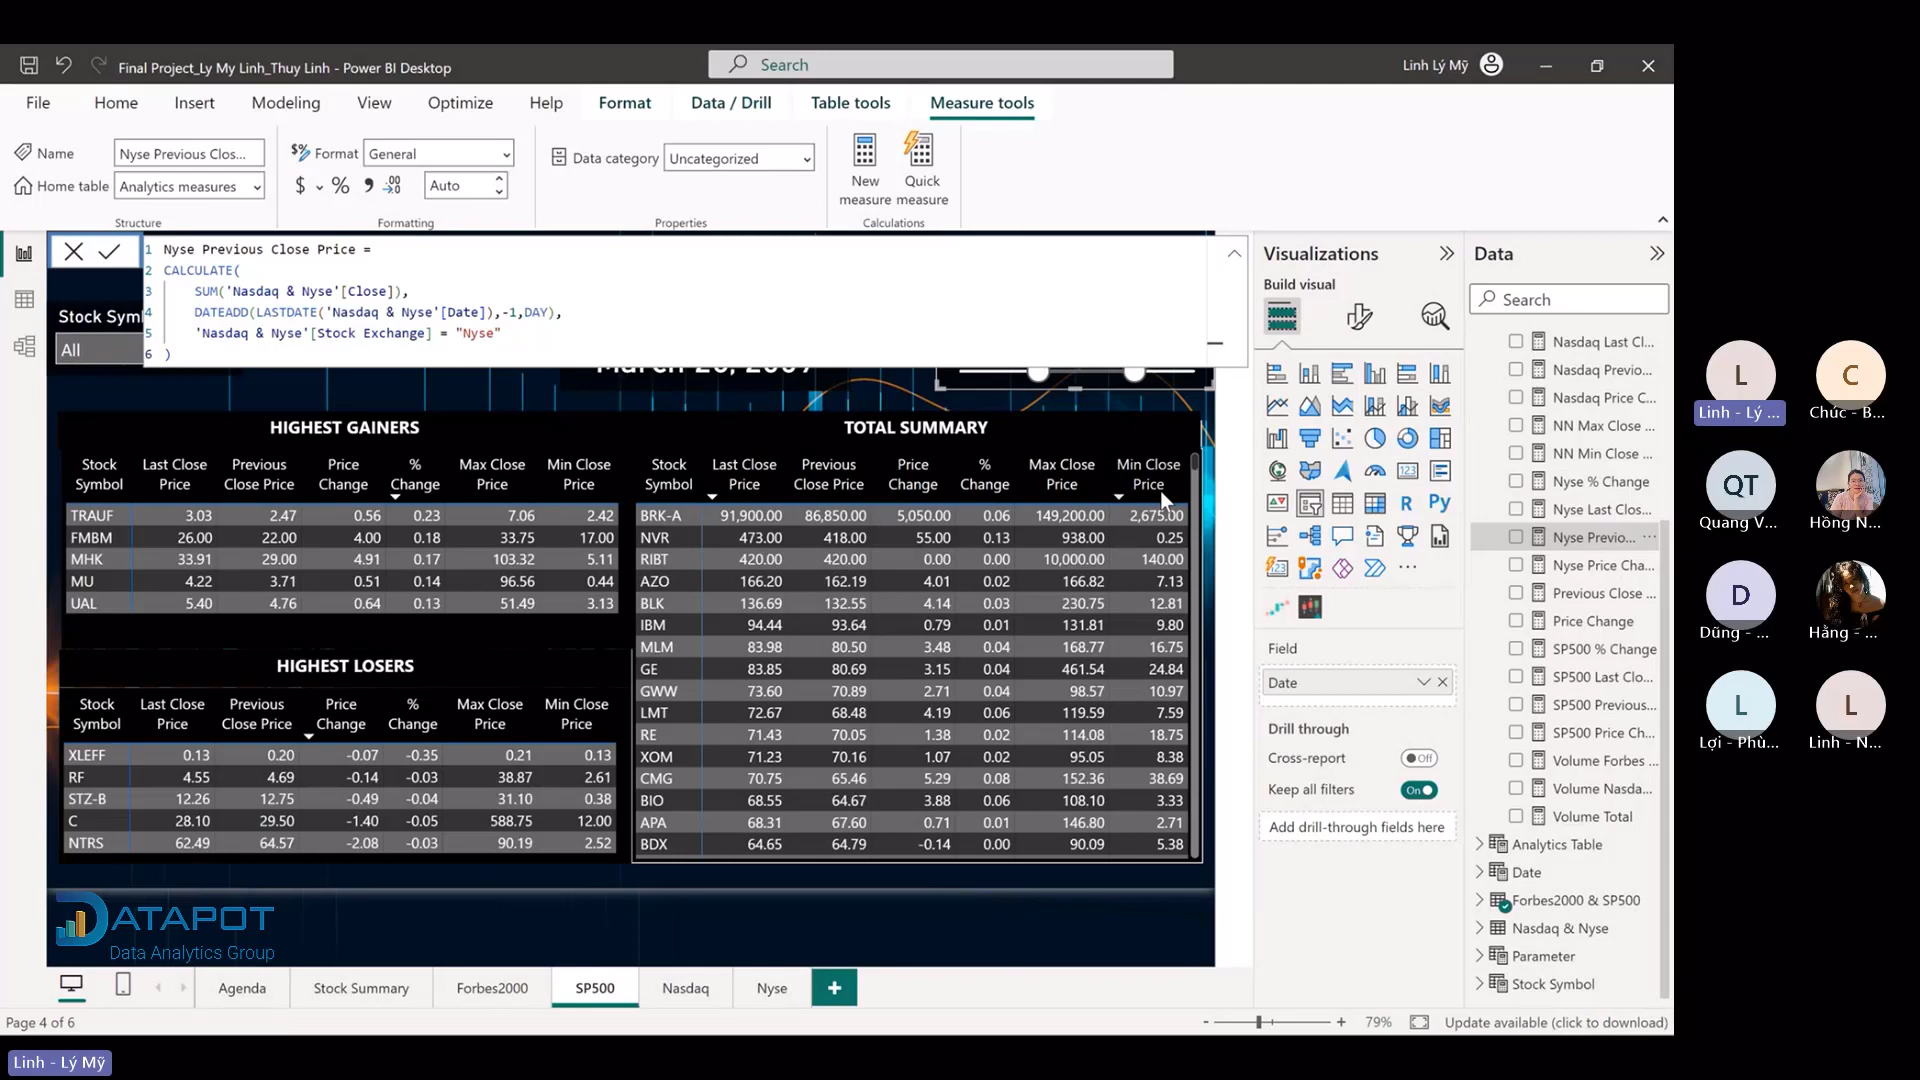 Final Project_Ly My Linh_Thuy Linh - Power BI Desktop
Search
Linh Lý Mỹ
File Home Insert Modeling View Optimize Help Format Data / Drill Table tools Measure tools
Name Nyse Previous Clos...
Home table Analytics measures
Structure
Format General
$ % Auto
Formatting
Data category Uncategorized
Properties
New measure
Quick measure
Calculations
1 Nyse Previous Close Price =
2 CALCULATE(
3 SUM('Nasdaq & Nyse'[Close]),
4 DATEADD(LASTDATE('Nasdaq & Nyse'[Date]),-1,DAY),
5 'Nasdaq & Nyse'[Stock Exchange] = "Nyse"
6 )
Stock Sym
All
HIGHEST GAINERS
Stock Symbol Last Close Price Previous Close Price Price Change % Change Max Close Price Min Close Price
TRAUF 3.03 2.47 0.56 0.23 7.06 2.42
FMBM 26.00 22.00 4.00 0.18 33.75 17.00
MHK 33.91 29.00 4.91 0.17 103.32 5.11
MU 4.22 3.71 0.51 0.14 96.56 0.44
UAL 5.40 4.76 0.64 0.13 51.49 3.13
HIGHEST LOSERS
Stock Symbol Last Close Price Previous Close Price Price Change % Change Max Close Price Min Close Price
XLEFF 0.13 0.20 -0.07 -0.35 0.21 0.13
RF 4.55 4.69 -0.14 -0.03 38.87 2.61
STZ-B 12.26 12.75 -0.49 -0.04 31.10 0.38
C 28.10 29.50 -1.40 -0.05 588.75 12.00
NTRS 62.49 64.57 -2.08 -0.03 90.19 2.52
TOTAL SUMMARY
Stock Symbol Last Close Price Previous Close Price Price Change % Change Max Close Price Min Close Price
BRK-A 91,900.00 86,850.00 5,050.00 0.06 149,200.00 2,675.00
NVR 473.00 418.00 55.00 0.13 938.00 0.25
RIBT 420.00 420.00 0.00 0.00 10,000.00 140.00
AZO 166.20 162.19 4.01 0.02 166.82 7.13
BLK 136.69 132.55 4.14 0.03 230.75 12.81
IBM 94.44 93.64 0.79 0.01 131.81 9.80
MLM 83.98 80.50 3.48 0.04 168.77 16.75
GE 83.85 80.69 3.15 0.04 461.54 24.84
GWW 73.60 70.89 2.71 0.04 98.57 10.97
LMT 72.67 68.48 4.19 0.06 119.59 7.59
RE 71.43 70.05 1.38 0.02 114.08 18.75
XOM 71.23 70.16 1.07 0.02 95.05 8.38
CMG 70.75 65.46 5.29 0.08 152.36 38.69
BIO 68.55 64.67 3.88 0.06 108.10 3.33
APA 68.31 67.60 0.71 0.01 146.80 2.71
BDX 64.65 64.79 -0.14 0.00 90.09 5.38
DATAPOT
Data Analytics Group
Agenda Stock Summary Forbes2000 SP500 Nasdaq Nyse +
Page 4 of 6
- + 79%
Update available (click to download)
Visualizations
Build visual
123
R Py
123
Field
Date
Drill through
Cross-report Off
Keep all filters On
Add drill-through fields here
Data
Search
Nasdaq Last Cl...
Nasdaq Previo...
Nasdaq Price C...
NN Max Close ...
NN Min Close ...
Nyse % Change
Nyse Last Clos...
Nyse Previo... ...
Nyse Price Cha...
Previous Close ...
Price Change
SP500 % Change
SP500 Last Clo...
SP500 Previous...
SP500 Price Ch...
Volume Forbes ...
Volume Nasda...
Volume Total
Analytics Table
Date
Forbes2000 & SP500
Nasdaq & Nyse
Parameter
Stock Symbol
L
Linh - Lý ...
C
Chúc - B...
QT
Quang V...
Hồng N...
D
Dũng - ...
Hằng - ...
L
Lợi - Phù...
L
Linh - N...
Linh - Lý Mỹ